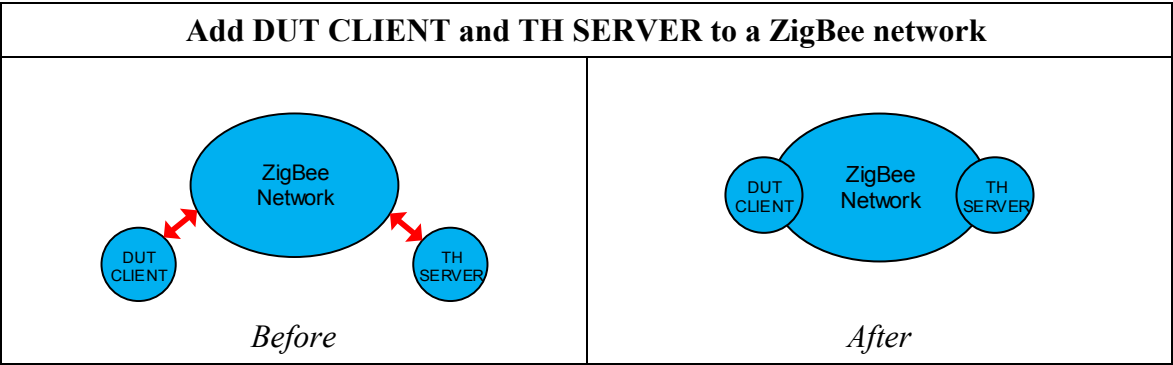 Add DUT CLIENT and TH SERVER to a ZigBee network
ZigBee
Network
DUT
CLIENT
TH
SERVER
Before
ZigBee
Network
DUT
CLIENT
TH
SERVER
After